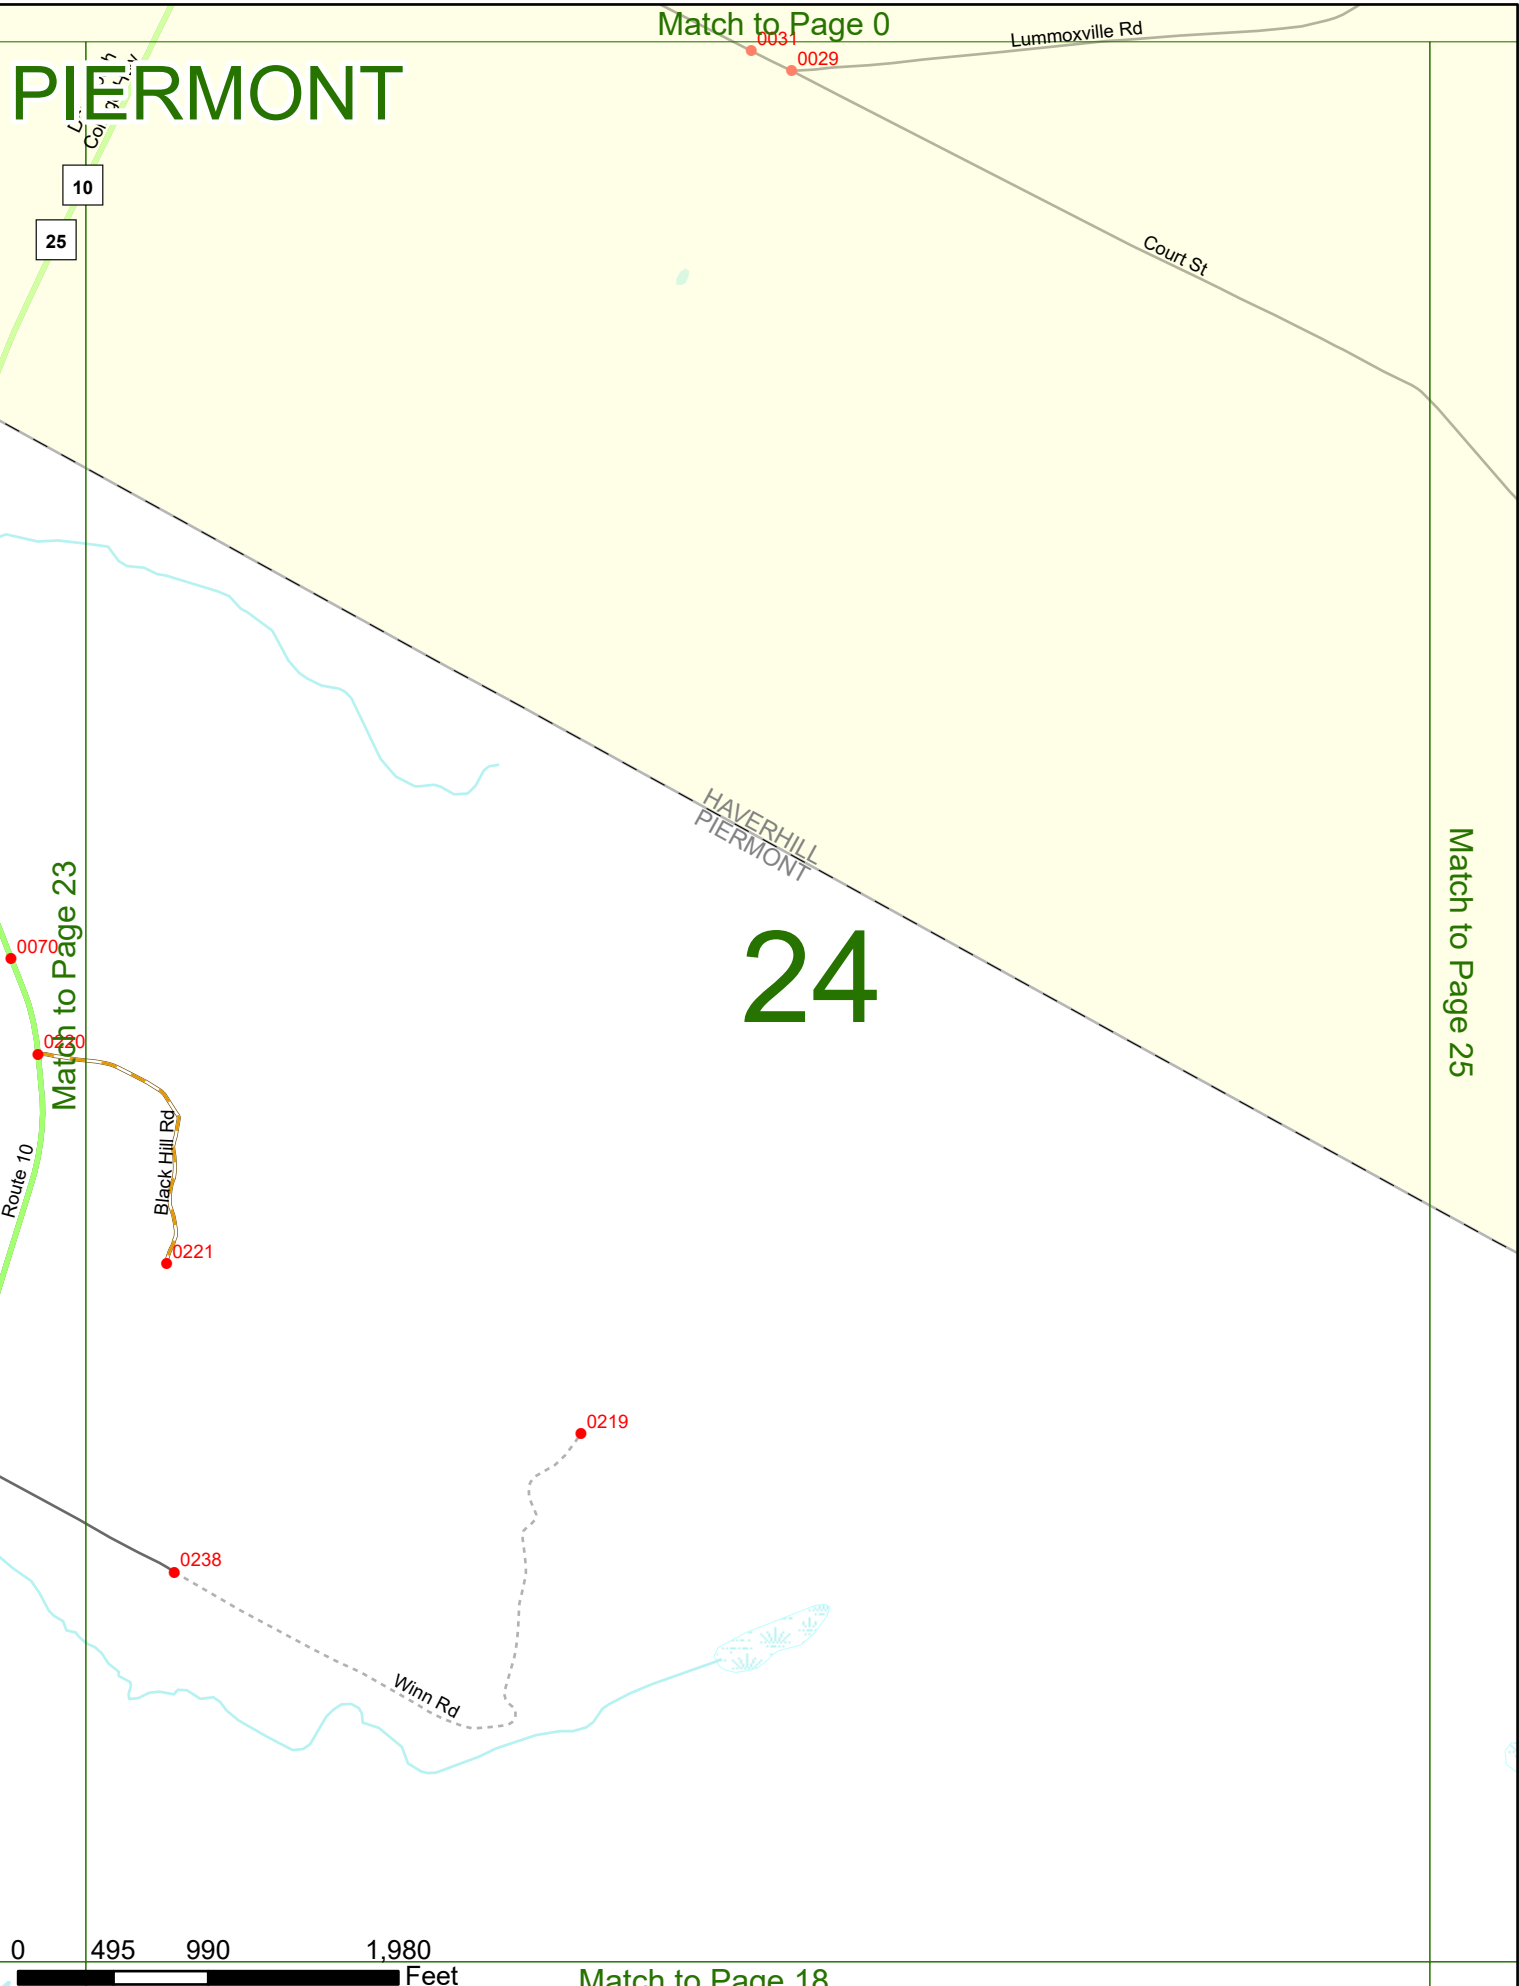 Match to Page 0
Lummoxville Rd
0031
0029
PIERMONT
10
25
Court St
HAVERHILL
PIERMONT
Match to Page 23
Match to Page 25
24
0070
0220
Route 10
Black Hill Rd
0221
0219
0238
Winn Rd
0 495 990 1,980
Feet
Match to Page 18